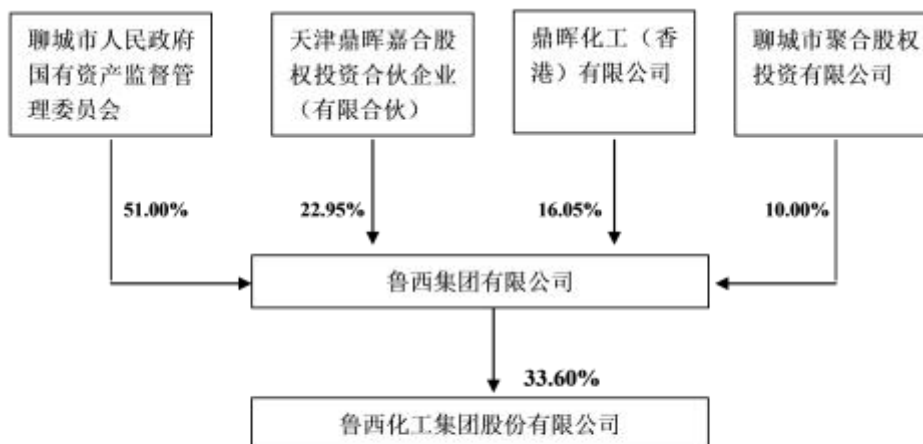 聊城市人民政府
国有资产监督管
理委员会
天津鼎晖嘉合股
权投资合伙企业
（有限合伙）
鼎晖化工（香
港）有限公司
聊城市聚合股权
投资有限公司
51.00%
22.95%
16.05%
10.00%
鲁西集团有限公司
33.60%
鲁西化工集团股份有限公司